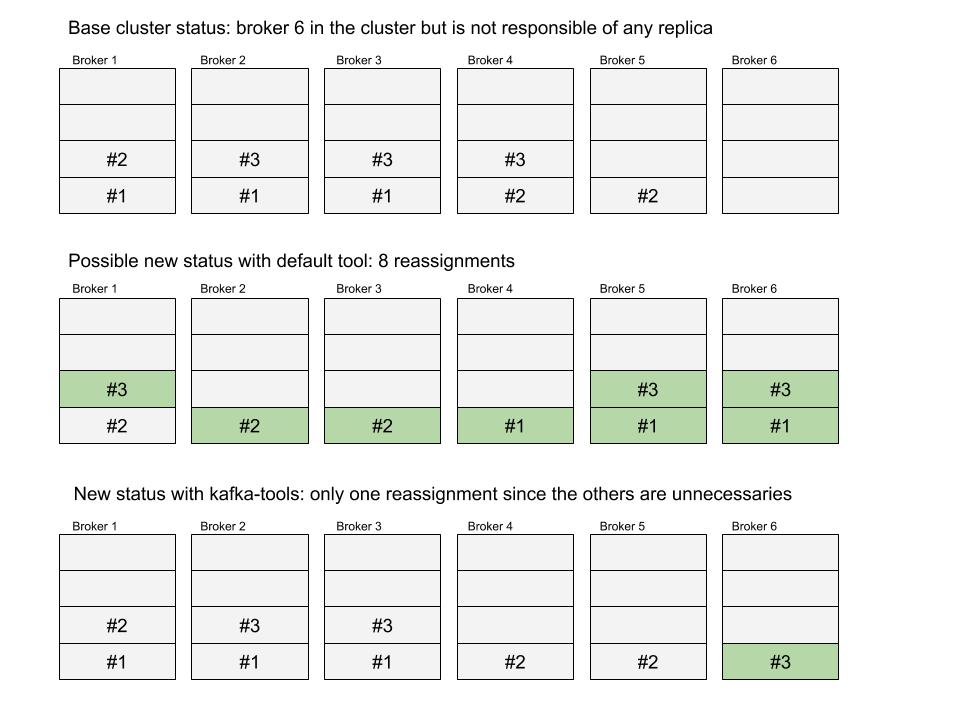 Base cluster status: broker 6 in the cluster but is not responsible of any replica
Broker 1 Broker 2 Broker 3 Broker 4 Broker 5 Broker 6
#2 #3 #3 #3
#1 #1 #1 #2 #2
Possible new status with default tool: 8 reassignments
Broker 1 Broker 2 Broker 3 Broker 4 Broker 5 Broker 6
#3 #3 #3
#2 #2 #2 #1 #1 #1
New status with kafka-tools: only one reassignment since the others are unnecessaries
Broker 1 Broker 2 Broker 3 Broker 4 Broker 5 Broker 6
#2 #3 #3
#1 #1 #1 #2 #2 #3